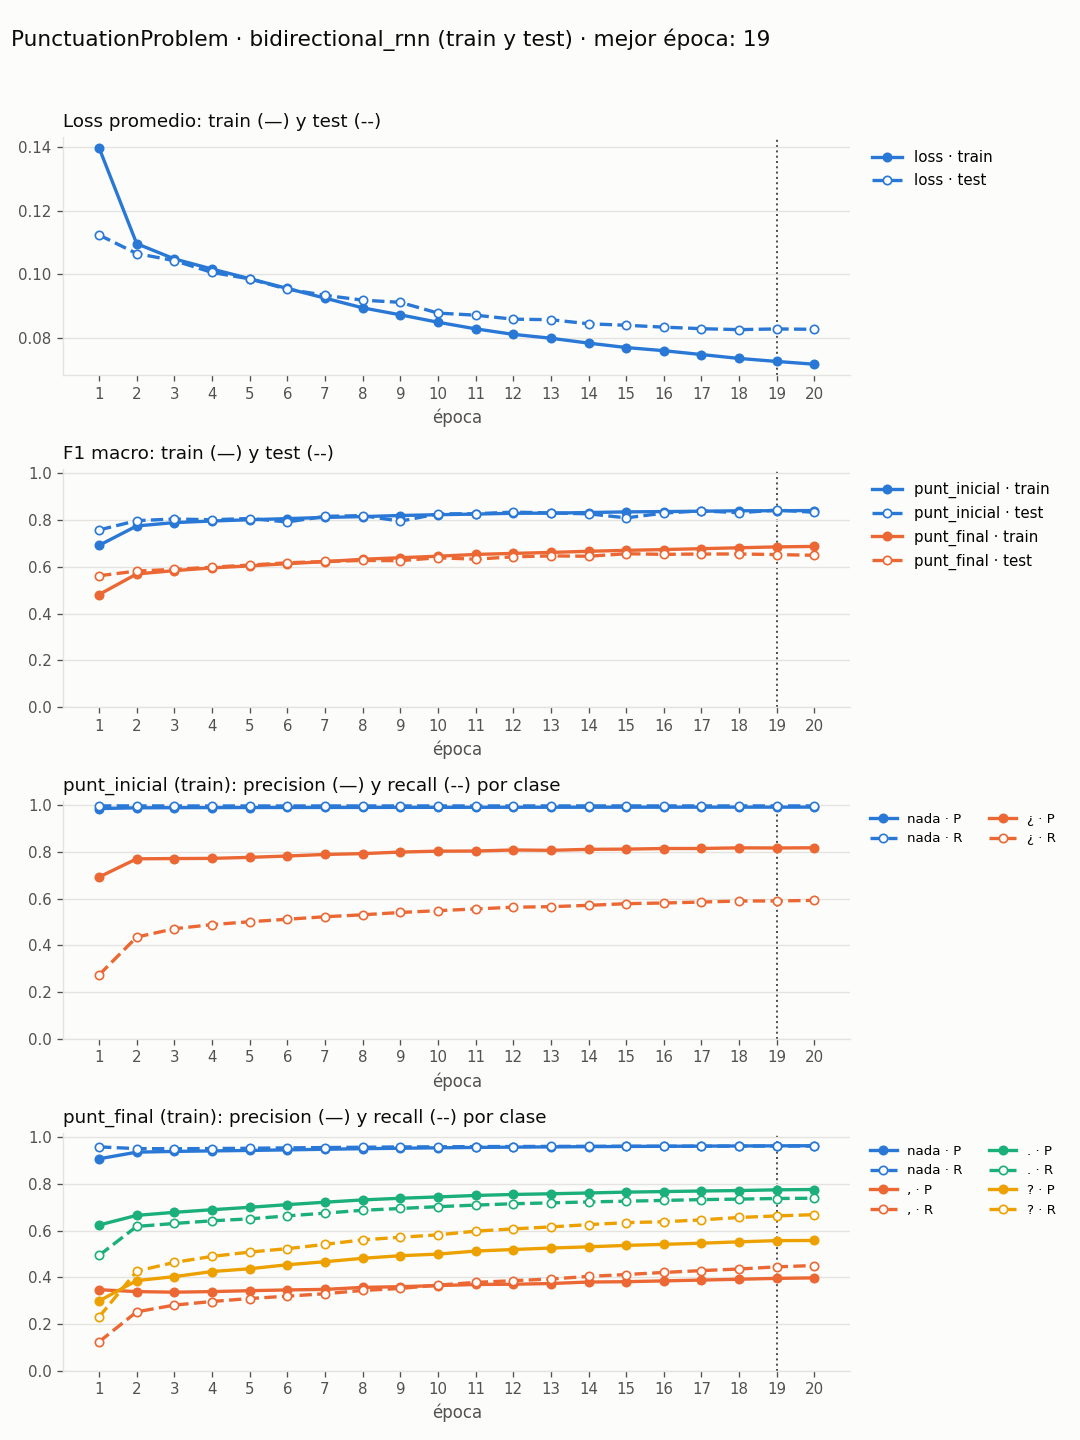 PunctuationProblem · bidirectional_rnn (train y test) · mejor época: 19
Loss promedio: train (—) y test (--)
0.14
0.12
0.10
0.08
1 2 3 4 5 6 7 8 9 10 11 12 13 14 15 16 17 18 19 20
época
loss · train
loss · test
F1 macro: train (—) y test (--)
1.0
0.8
0.6
0.4
0.2
0.0
1 2 3 4 5 6 7 8 9 10 11 12 13 14 15 16 17 18 19 20
época
punt_inicial · train
punt_inicial · test
punt_final · train
punt_final · test
punt_inicial (train): precision (—) y recall (--) por clase
1.0
0.8
0.6
0.4
0.2
0.0
1 2 3 4 5 6 7 8 9 10 11 12 13 14 15 16 17 18 19 20
época
nada · P ¿ · P
nada · R ¿ · R
punt_final (train): precision (—) y recall (--) por clase
1.0
0.8
0.6
0.4
0.2
0.0
1 2 3 4 5 6 7 8 9 10 11 12 13 14 15 16 17 18 19 20
época
nada · P . · P
nada · R . · R
, · P ? · P
, · R ? · R